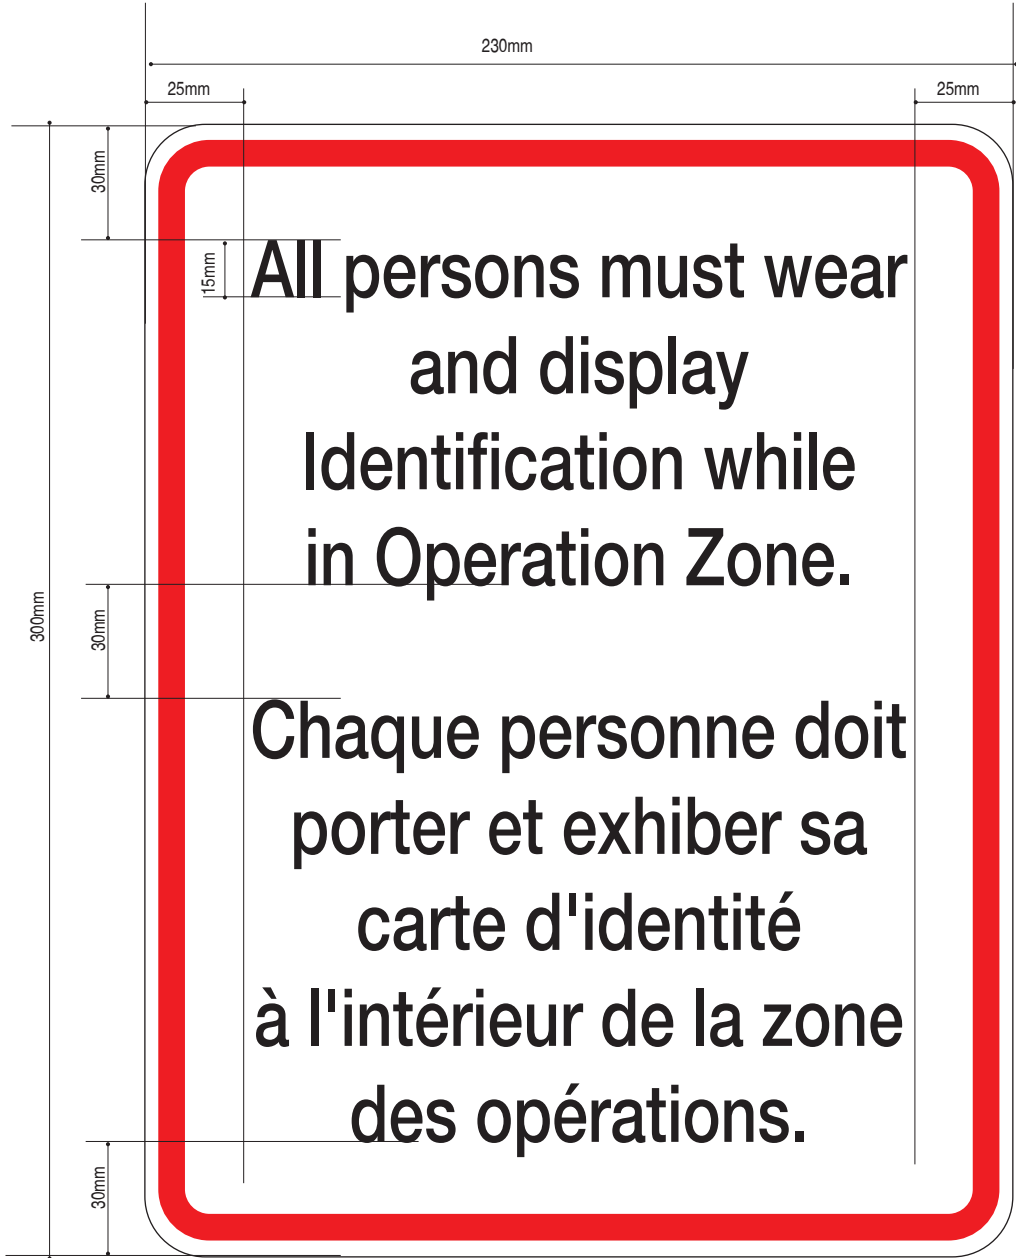 230mm
25mm
25mm
30mm
15mm
All persons must wear
and display
Identification while
in Operation Zone.
300mm
30mm
Chaque personne doit
porter et exhiber sa
carte d'identité
à l'intérieur de la zone
des opérations.
30mm